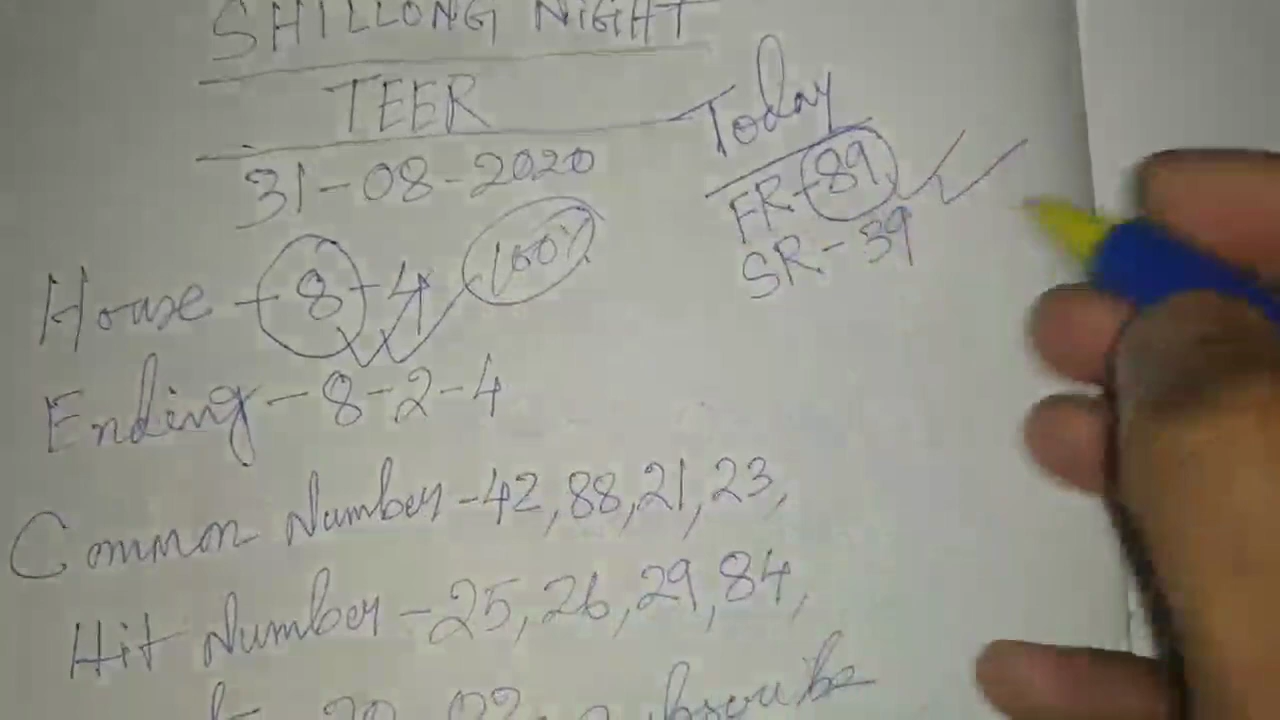 SHILLONG NIGHT
TEER
31-08-2020
Today
FR-89
SR-39
House-8-4 100%
Ending-8-2-4
Common Number-42,88,21,23,
Hit Number-25,26,29,84,